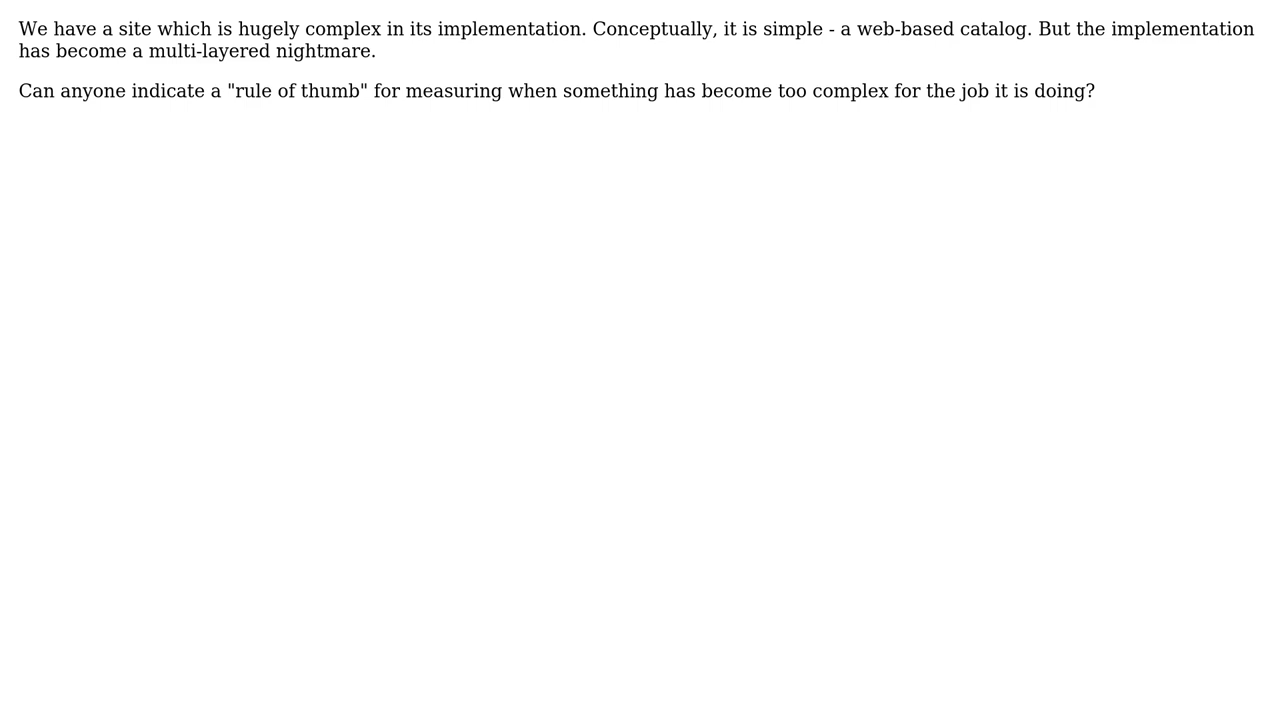 We have a site which is hugely complex in its implementation. Conceptually, it is simple - a web-based catalog. But the implementation
has become a multi-layered nightmare.
Can anyone indicate a "rule of thumb" for measuring when something has become too complex for the job it is doing?